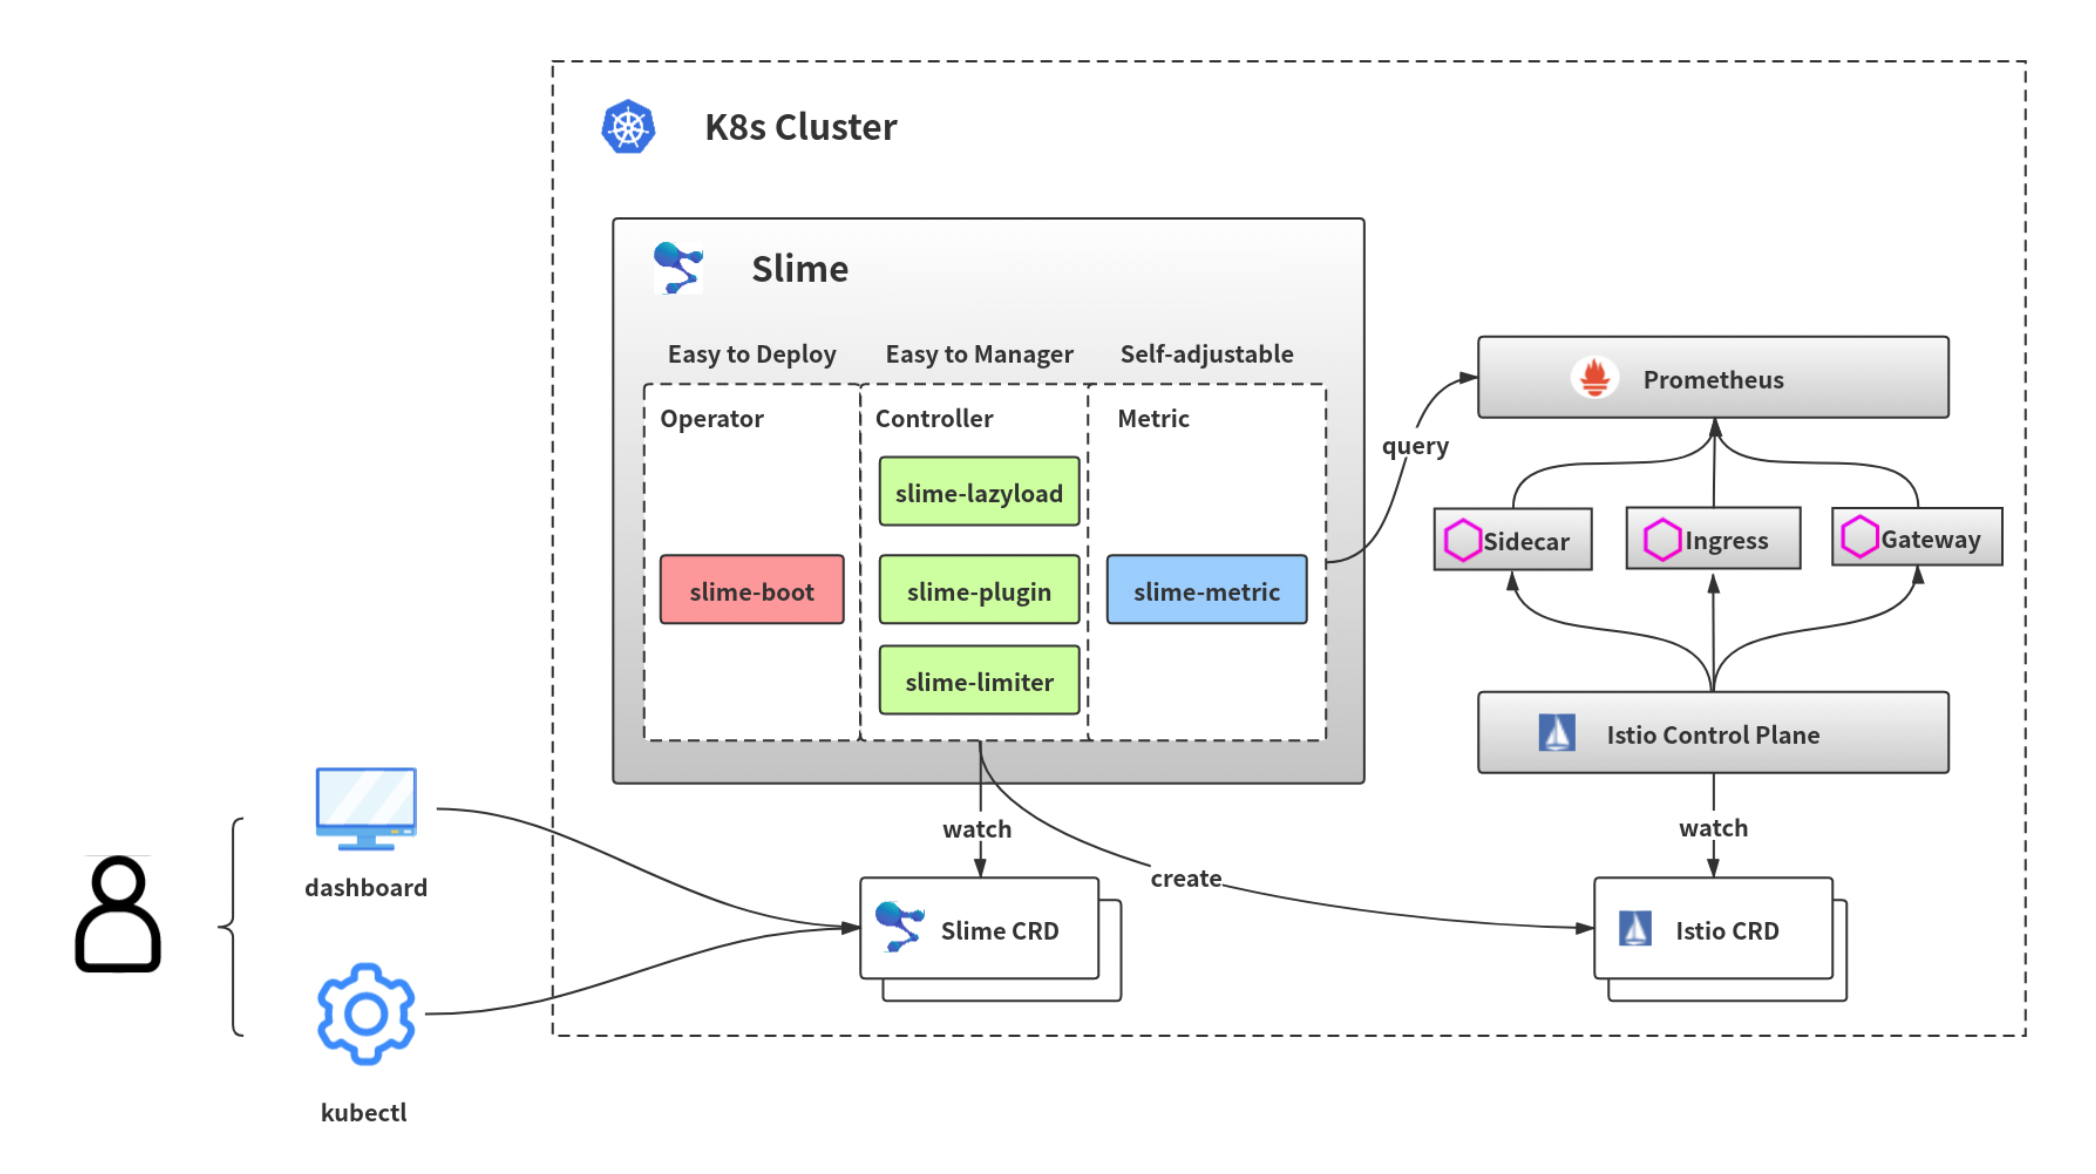 K8s Cluster
Slime
Easy to Deploy
Easy to Manager
Self-adjustable
Operator
Controller
Metric
slime-lazyload
slime-boot
slime-plugin
slime-metric
slime-limiter
query
Prometheus
Sidecar
Ingress
Gateway
Istio Control Plane
watch
create
watch
dashboard
kubectl
Slime CRD
Istio CRD